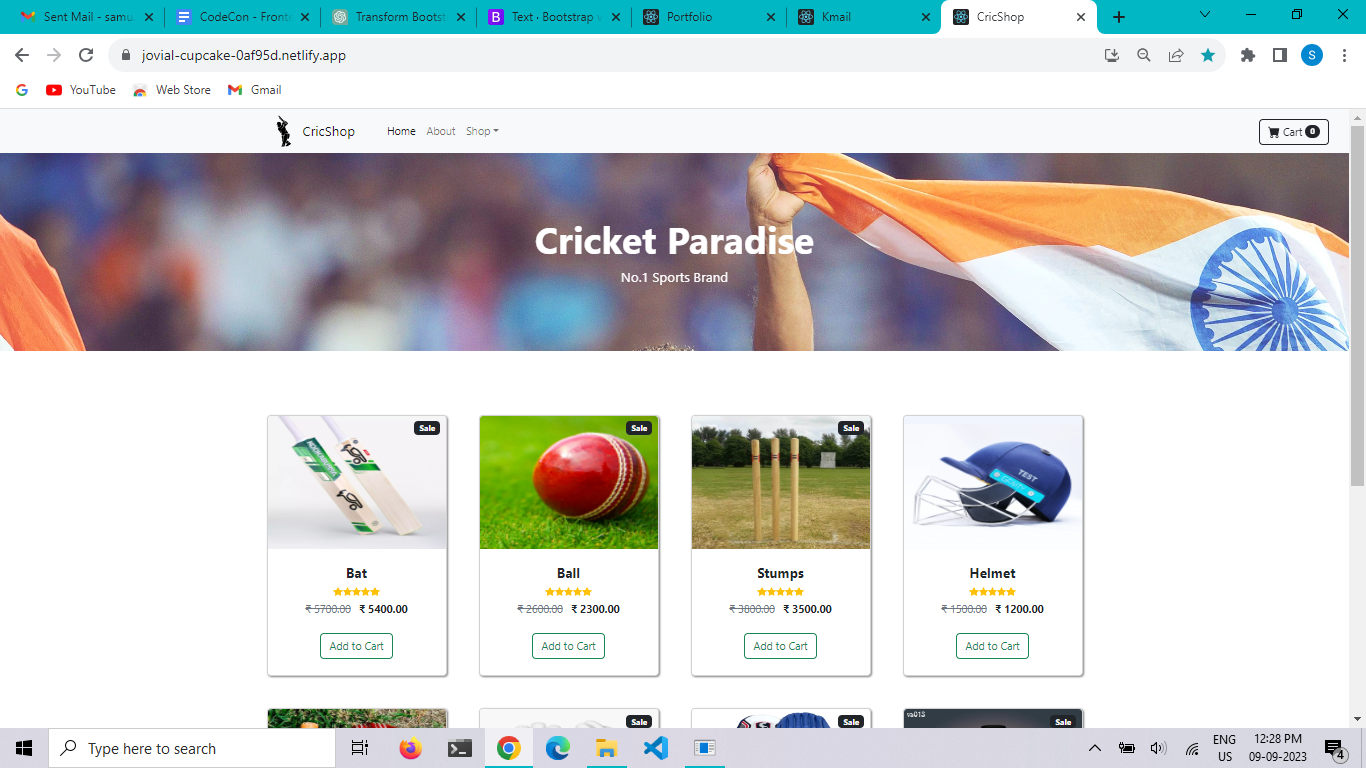 Sent Mail - samu
CodeCon - Fronte
Transform Bootst
Text · Bootstrap v
Portfolio
Kmail
CricShop
jovial-cupcake-0af95d.netlify.app
S
YouTube
Web Store
Gmail
CricShop
Home
About
Shop
Cart 0
Cricket Paradise
No.1 Sports Brand
Sale
Sale
Sale
TEST
Bat
Ball
Stumps
Helmet
₹ 5700.00 ₹ 5400.00
₹ 2600.00 ₹ 2300.00
₹ 3800.00 ₹ 3500.00
₹ 1500.00 ₹ 1200.00
Add to Cart
Add to Cart
Add to Cart
Add to Cart
Sale
Sale
Sale
Type here to search
ENG
US
12:28 PM
09-09-2023
4